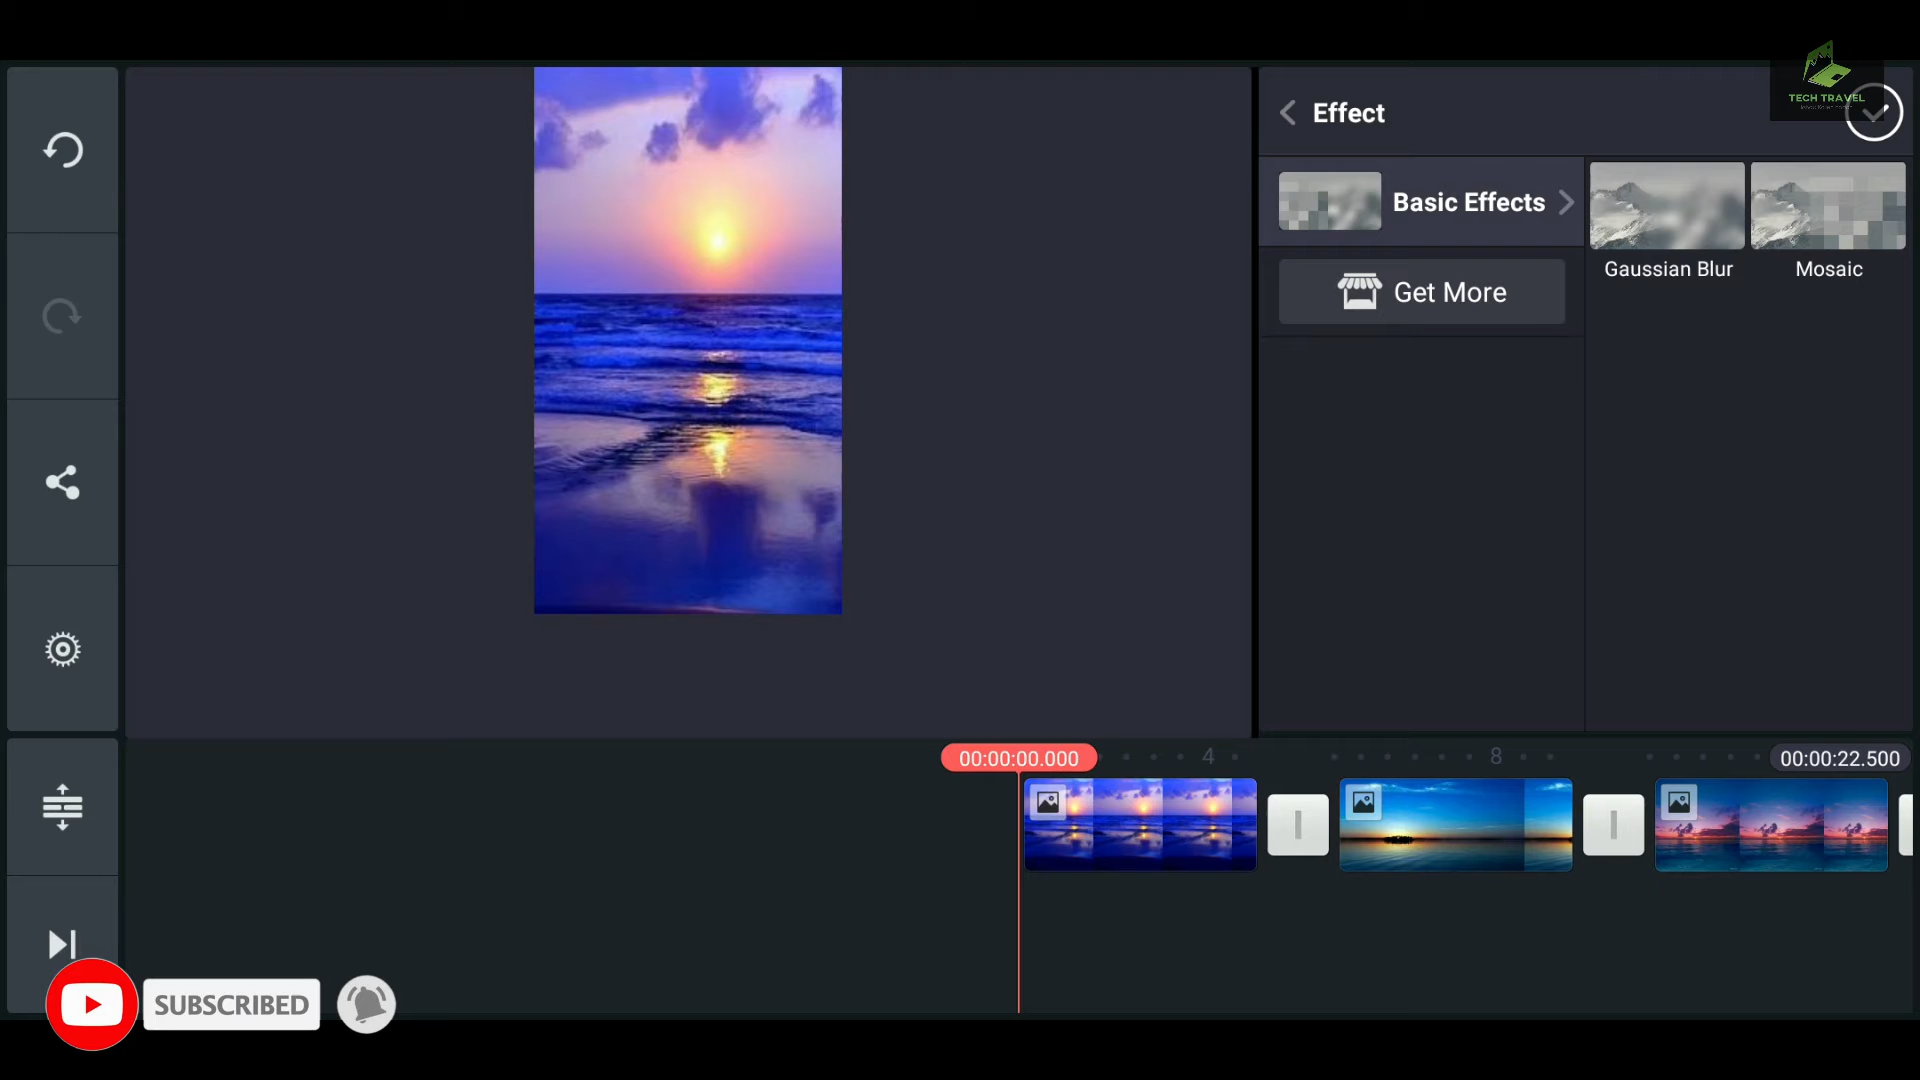 TECH TRAVEL
Effect
Basic Effects
Get More
Gaussian Blur
Mosaic
00:00:00.000
4
8
00:00:22.500
SUBSCRIBED